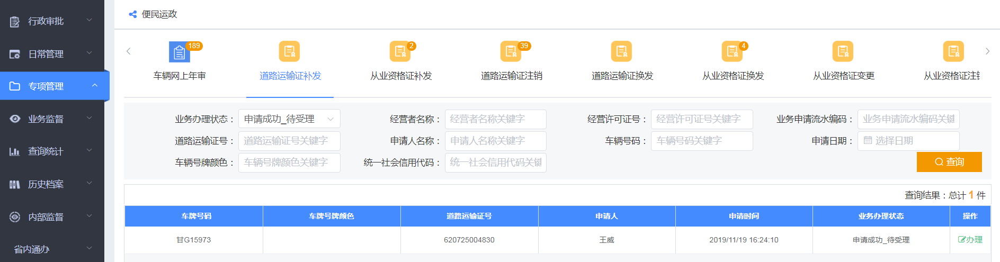 行政审批
日常管理
专项管理
业务监督
查询统计
历史档案
内部监督
省内通办
便民运政
189 2 39 4
车辆网上年审 道路运输证补发 从业资格证补发 道路运输证注销 道路运输证换发 从业资格证换发 从业资格证变更 从业资格证注
业务办理状态： 申请成功_待受理 经营者名称： 经营者名称关键字 经营许可证号： 经营许可证号关键字 业务申请流水编码： 业务申请流水编码关键
道路运输证号： 道路运输证号关键字 申请人名称： 申请人名称关键字 车辆号码： 车辆号码关键字 申请日期： 选择日期
车辆号牌颜色： 车辆号牌颜色关键字 统一社会信用代码： 统一社会信用代码关键 查询
查询结果：总计 1 件
车牌号码 车牌号牌颜色 道路运输证号 申请人 申请时间 业务办理状态 操作
甘G15973 620725004830 王威 2019/11/19 16:24:10 申请成功_待受理 办理